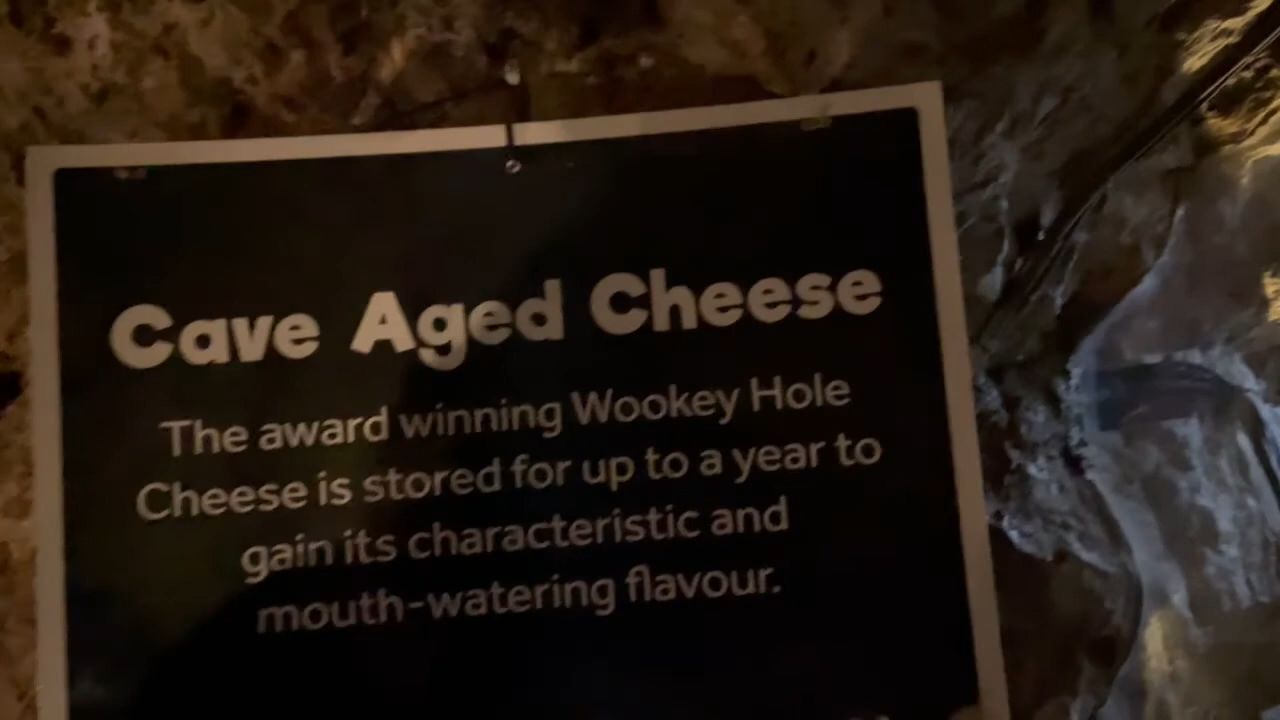 Cave Aged Cheese
The award winning Wookey Hole
Cheese is stored for up to a year to
gain its characteristic and
mouth-watering flavour.